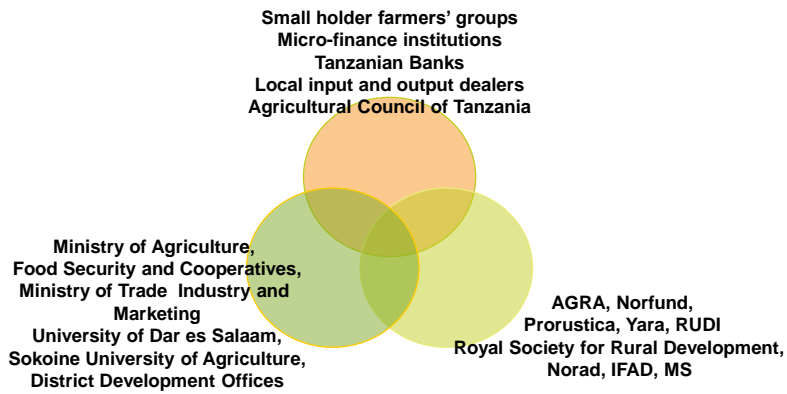 Small holder farmers' groups
Micro-finance institutions
Tanzanian Banks
Local input and output dealers
Agricultural Council of Tanzania
Ministry of Agriculture,
Food Security and Cooperatives,
Ministry of Trade Industry and
Marketing
University of Dar es Salaam,
Sokoine University of Agriculture,
District Development Offices
AGRA, Norfund,
Prorustica, Yara, RUDI
Royal Society for Rural Development,
Norad, IFAD, MS